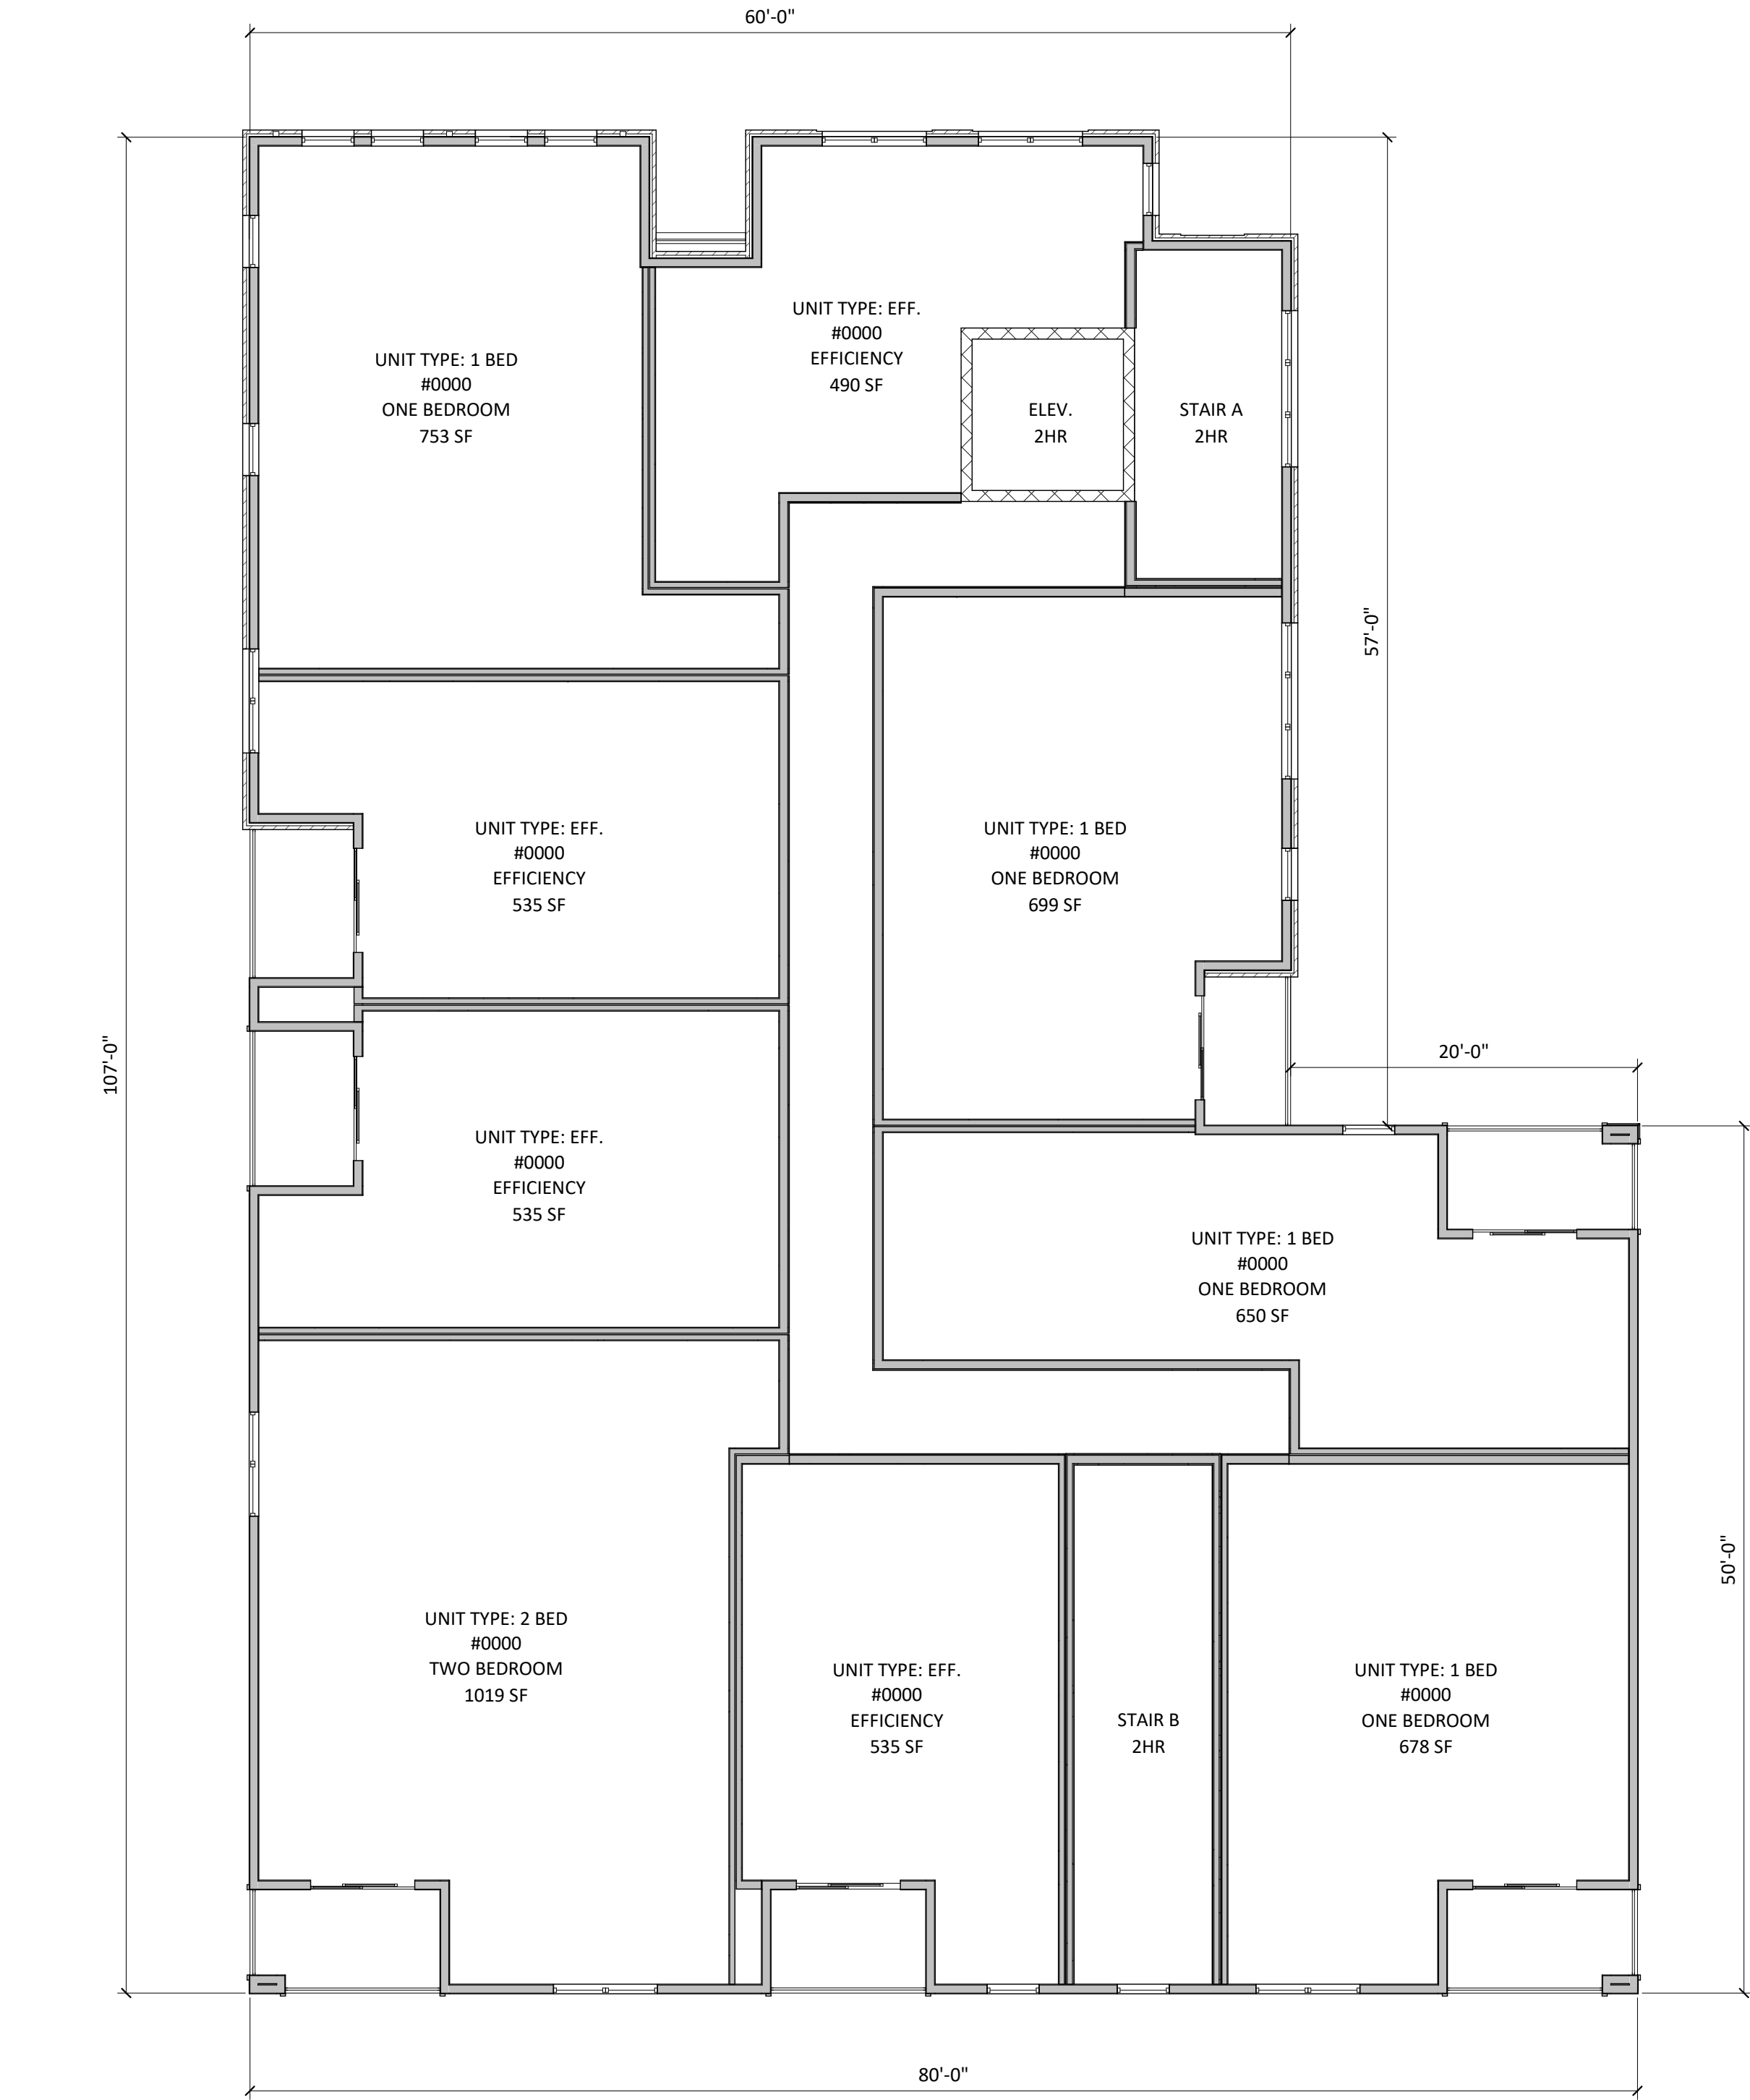 60'-0"
UNIT TYPE: EFF.
#0000
EFFICIENCY
490 SF
UNIT TYPE: 1 BED
#0000
ONE BEDROOM
753 SF
ELEV.
2HR
STAIR A
2HR
57'-0"
UNIT TYPE: EFF.
#0000
EFFICIENCY
535 SF
UNIT TYPE: 1 BED
#0000
ONE BEDROOM
699 SF
107'-0"
20'-0"
UNIT TYPE: EFF.
#0000
EFFICIENCY
535 SF
UNIT TYPE: 1 BED
#0000
ONE BEDROOM
650 SF
50'-0"
UNIT TYPE: 2 BED
#0000
TWO BEDROOM
1019 SF
UNIT TYPE: EFF.
#0000
EFFICIENCY
535 SF
STAIR B
2HR
UNIT TYPE: 1 BED
#0000
ONE BEDROOM
678 SF
80'-0"